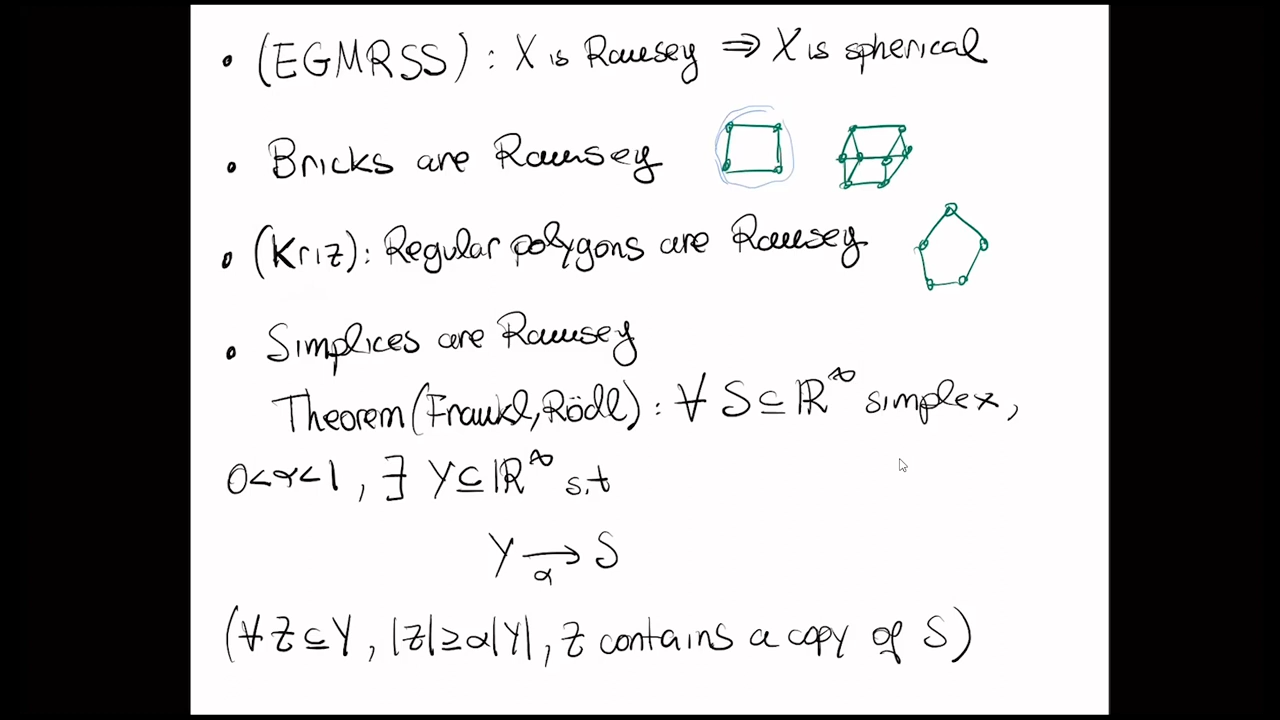 • (EGMRSS): X is Ramsey ⇒ X is spherical
• Bricks are Ramsey
• (Kriz): Regular polygons are Ramsey
• Simplices are Ramsey
Theorem (Frankl, Rödl): ∀ S ⊆ ℝ^∞ simplex,
0<α<1, ∃ Y ⊆ ℝ^∞ s.t
Y →_α S
(∀ Z ⊆ Y, |Z| ≥ α|Y|, Z contains a copy of S)